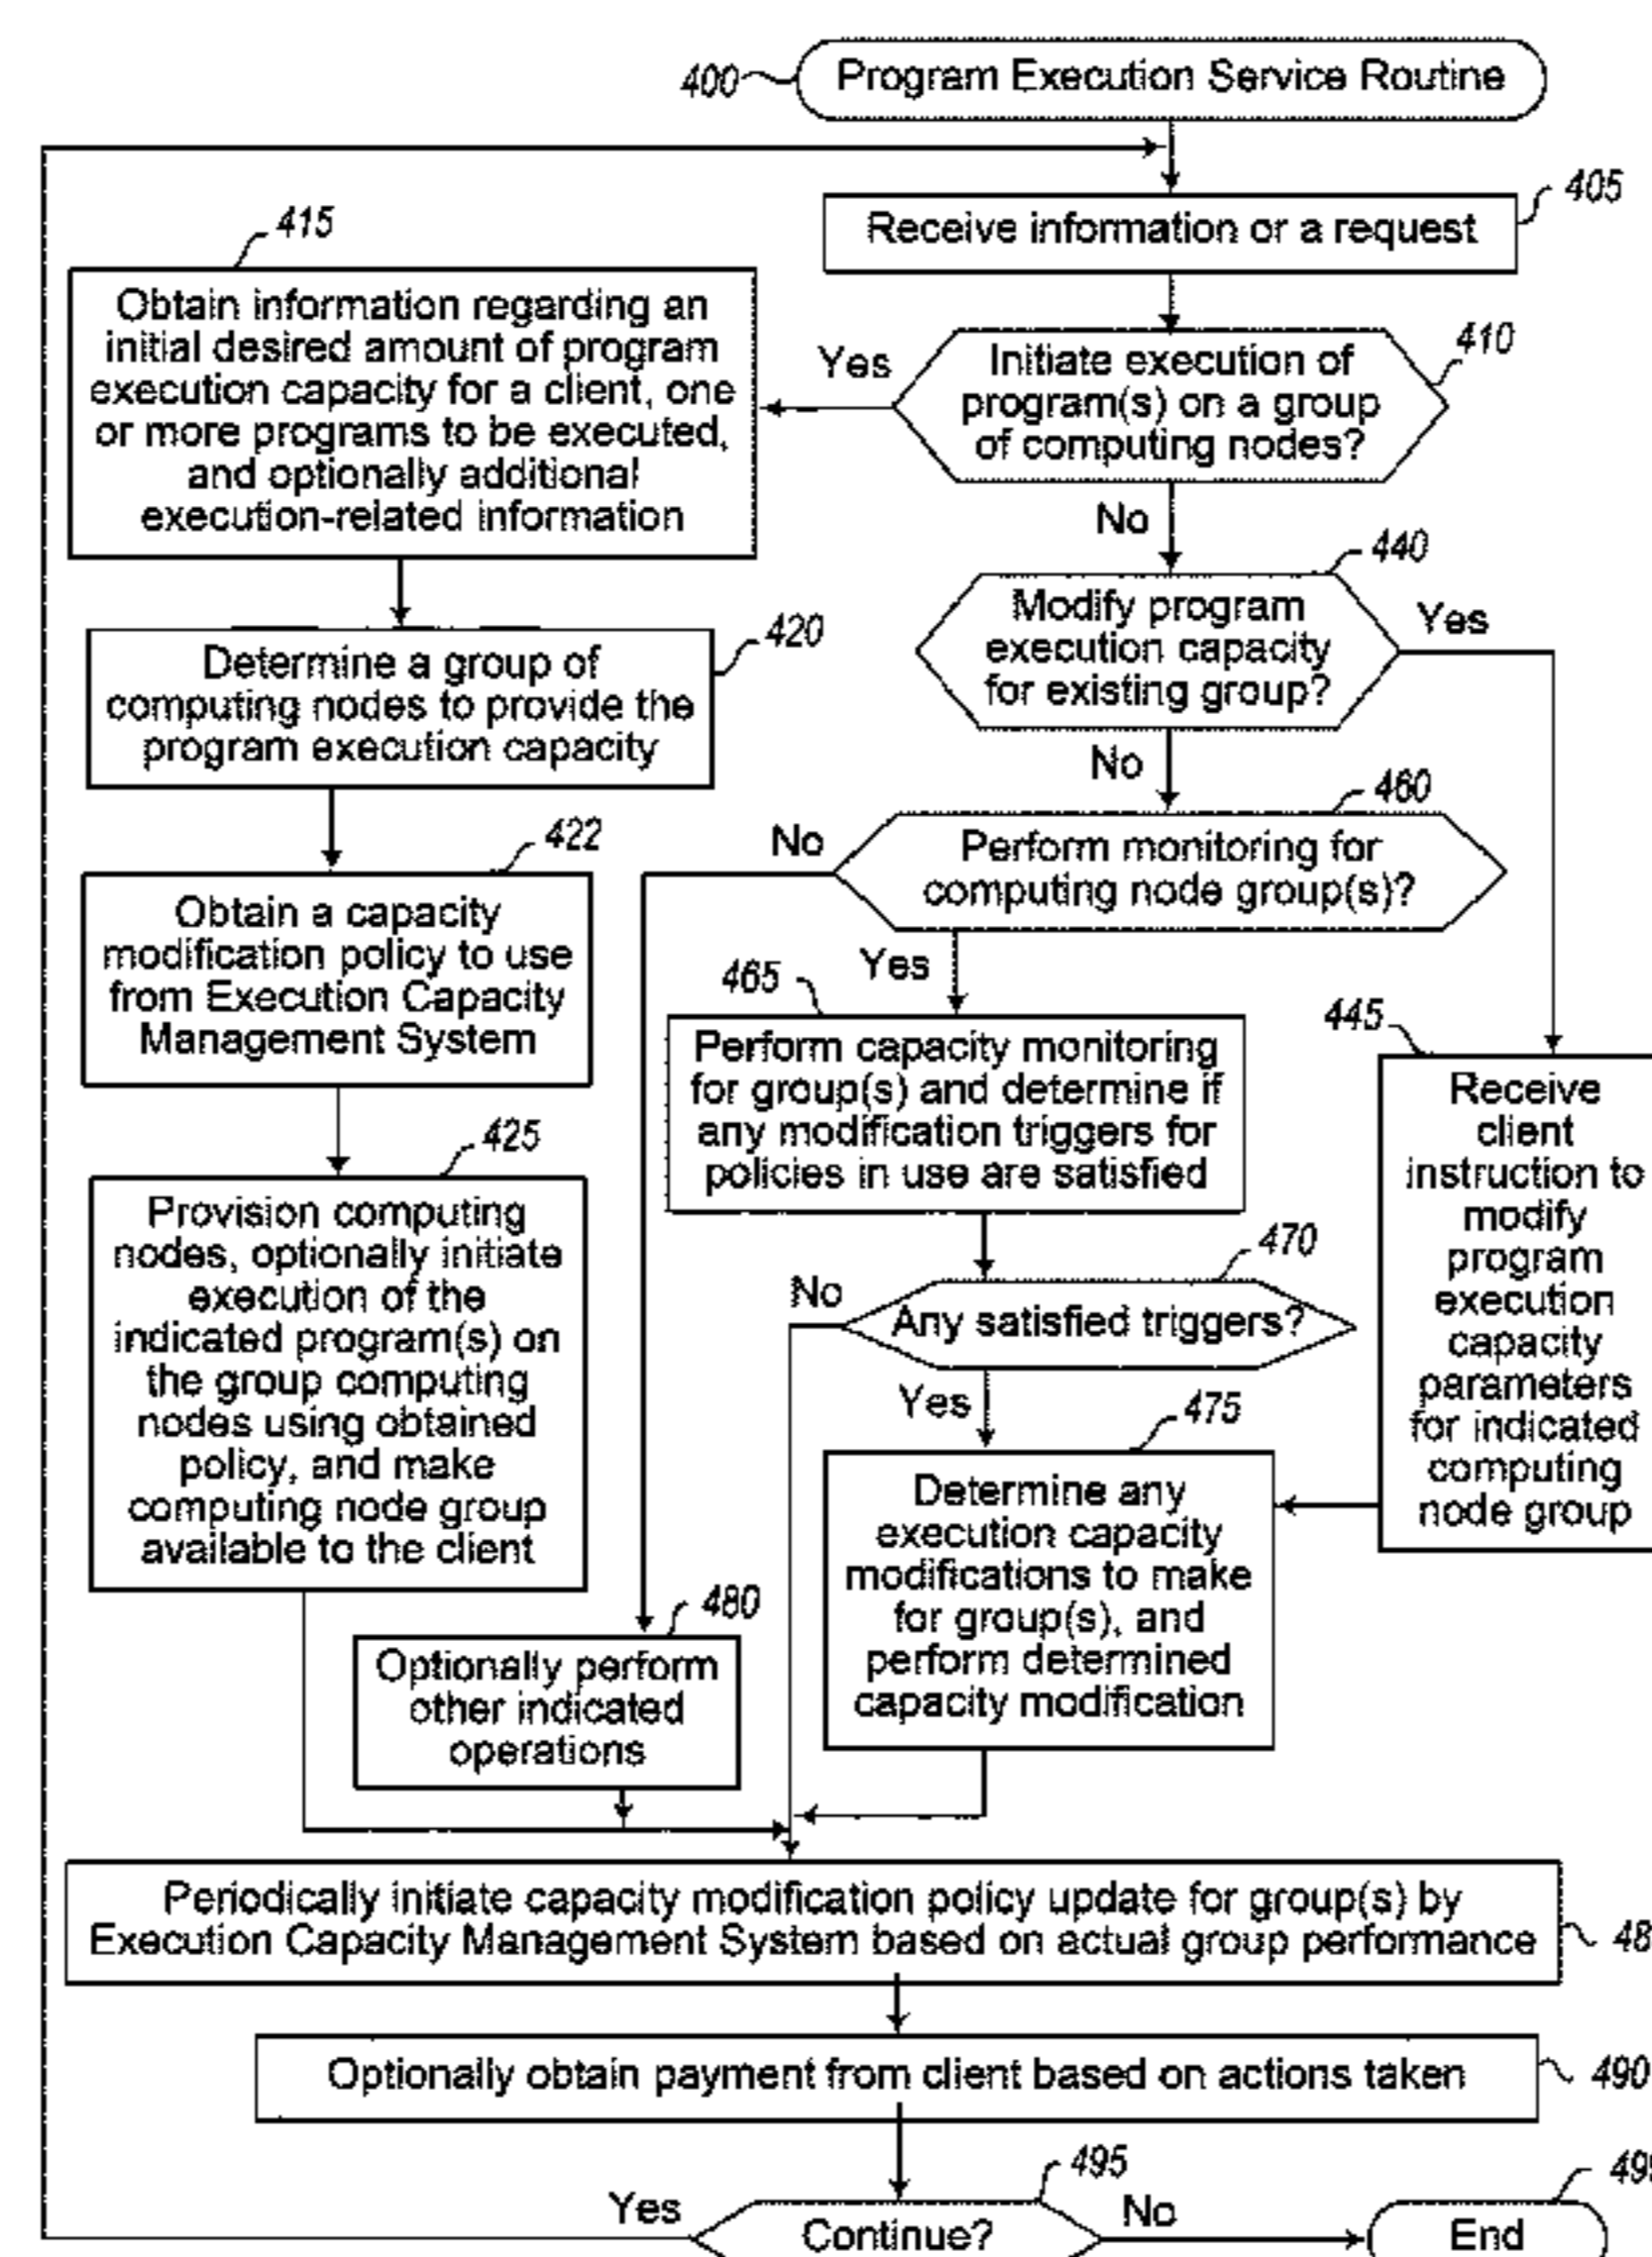 400
Program Execution Service Routine
405
Receive information or a request
415
Obtain information regarding an
initial desired amount of program
execution capacity for a client, one
or more programs to be executed,
and optionally additional
execution-related information
Yes
410
Initiate execution of
program(s) on a group
of computing nodes?
No
440
Modify program
execution capacity
for existing group?
Yes
420
Determine a group of
computing nodes to provide the
program execution capacity
No
460
Perform monitoring for
computing node group(s)?
No
Yes
422
Obtain a capacity
modification policy to use
from Execution Capacity
Management System
465
Perform capacity monitoring
for group(s) and determine if
any modification triggers for
policies in use are satisfied
445
Receive
client
instruction to
modify
program
execution
capacity
parameters
for indicated
computing
node group
425
Provision computing
nodes, optionally initiate
execution of the
indicated program(s) on
the group computing
nodes using obtained
policy, and make
computing node group
available to the client
470
No
Any satisfied triggers?
Yes
475
Determine any
execution capacity
modifications to make
for group(s), and
perform determined
capacity modification
480
Optionally perform
other indicated
operations
Periodically initiate capacity modification policy update for group(s) by
Execution Capacity Management System based on actual group performance
48
Optionally obtain payment from client based on actions taken
490
495
Yes
Continue?
No
49
End